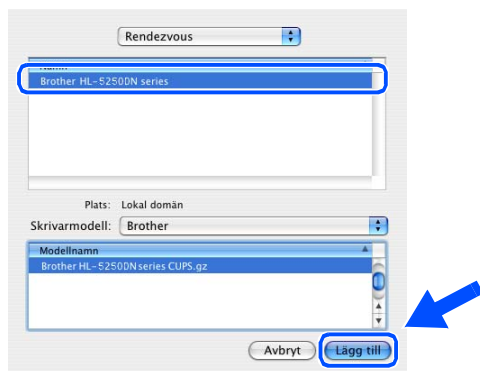 Rendezvous
Namn
Brother HL-5250DN series
Plats: Lokal domän
Skrivarmodell: Brother
Modellnamn
Brother HL-5250DN series CUPS.gz
Avbryt Lägg till